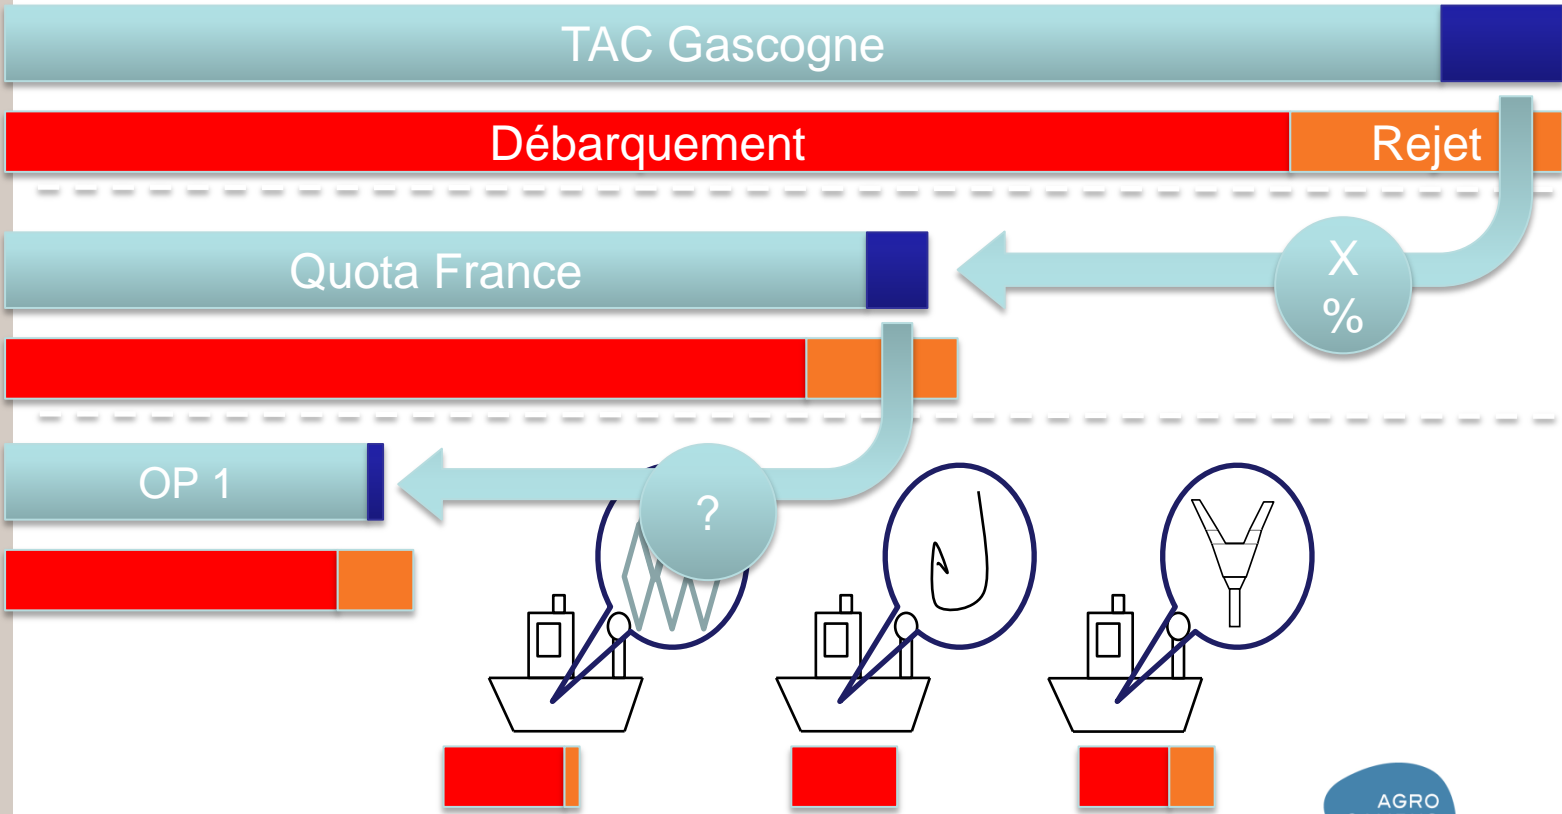 TAC Gascogne
Débarquement
Rejet
Quota France
X
%
OP 1
?
AGRO